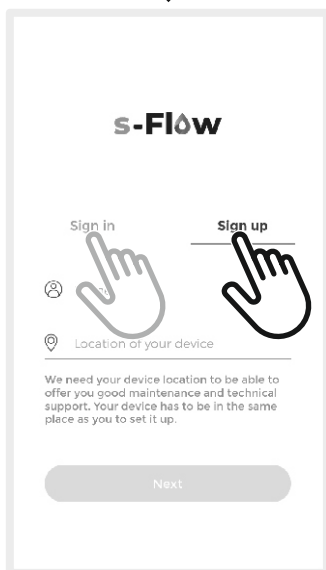 s-Flow
Sign in
Sign up
Location of your device
We need your device location to be able to
offer you good maintenance and technical
support. Your device has to be in the same
place as you to set it up.
Next